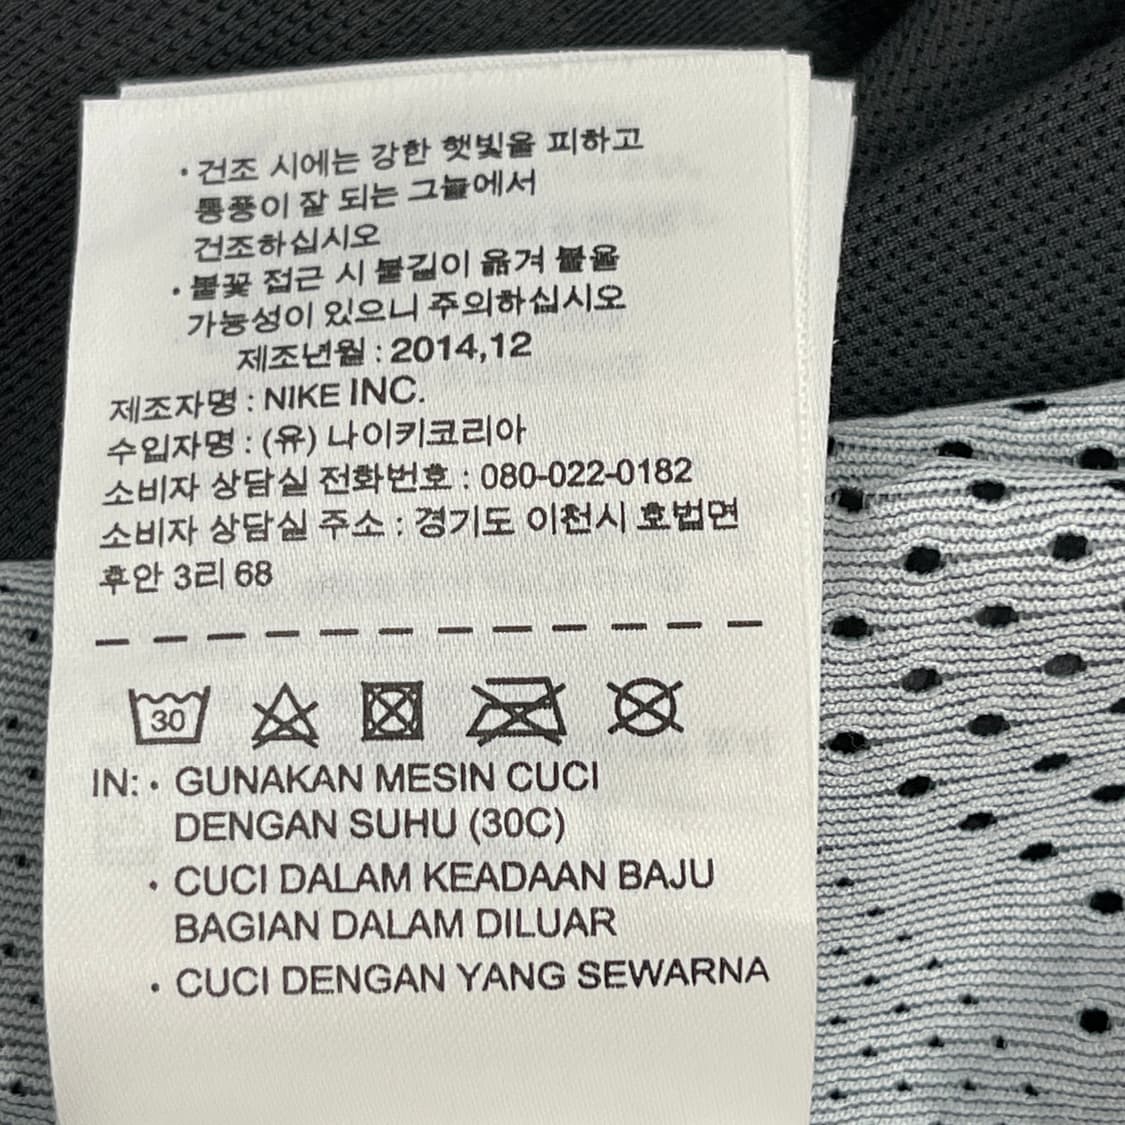 · 건조 시에는 강한 햇빛을 피하고
통풍이 잘 되는 그늘에서
건조하십시오
· 불꽃 접근 시 불길이 옮겨 붙을
가능성이 있으니 주의하십시오
제조년월 : 2014,12
제조자명 : NIKE INC.
수입자명 : (유) 나이키코리아
소비자 상담실 전화번호 : 080-022-0182
소비자 상담실 주소 : 경기도 이천시 호법면
후안 3리 68
30
IN: · GUNAKAN MESIN CUCI
DENGAN SUHU (30C)
· CUCI DALAM KEADAAN BAJU
BAGIAN DALAM DILUAR
· CUCI DENGAN YANG SEWARNA